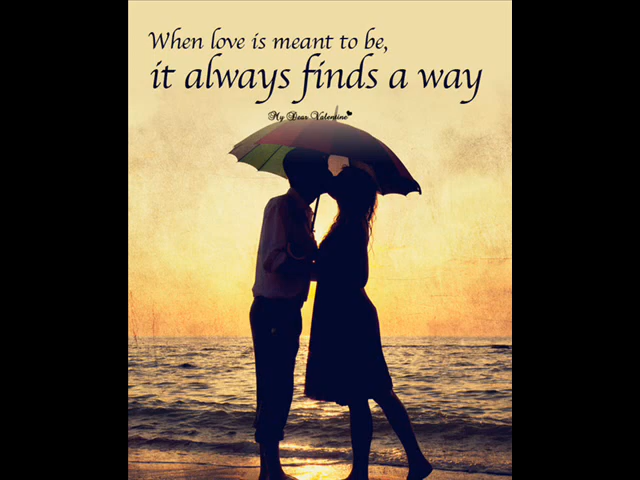 When love is meant to be,
it always finds a way
My Dear Valentine